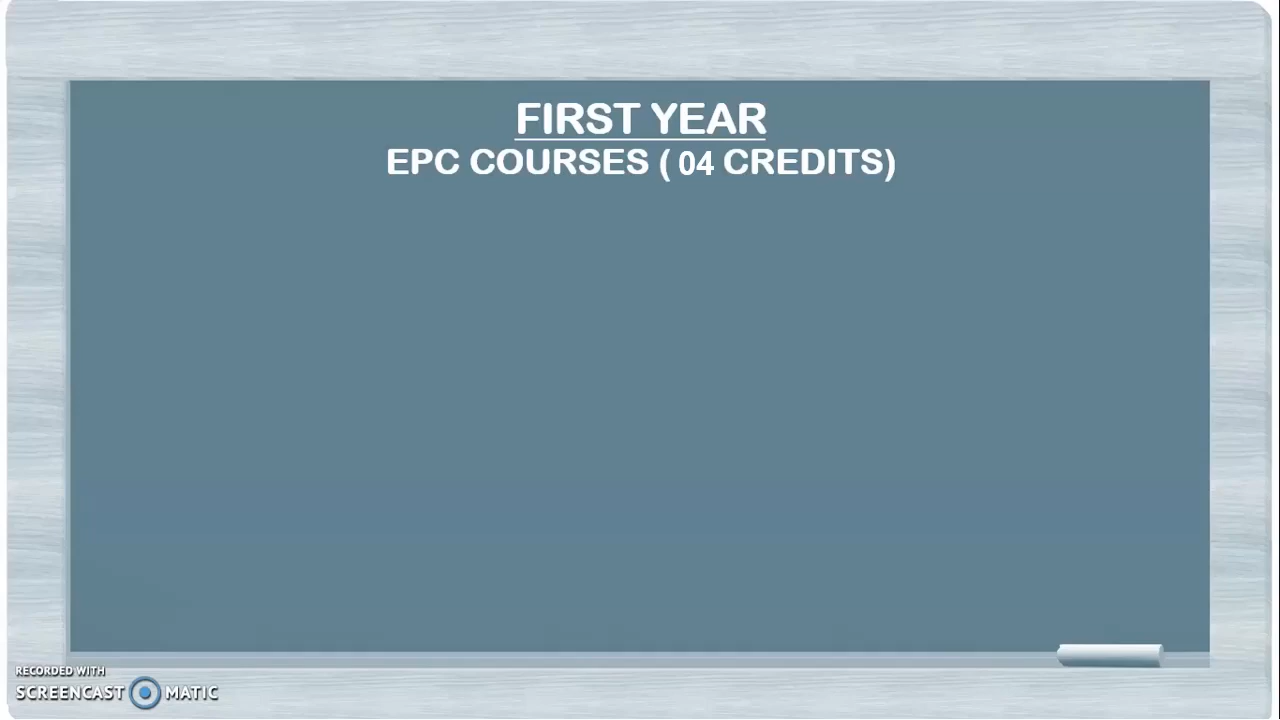 FIRST YEAR
EPC COURSES ( 04 CREDITS)
RECORDED WITH
SCREENCAST MATIC